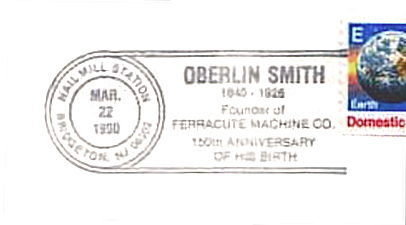 NAIL MILL STATION
MAR.
22
1990
BRIDGETON, NJ 08302
OBERLIN SMITH
1840 - 1926
Founder of
FERRACUTE MACHINE CO.
150th ANNIVERSARY
OF HIS BIRTH
E
Earth
Domestic